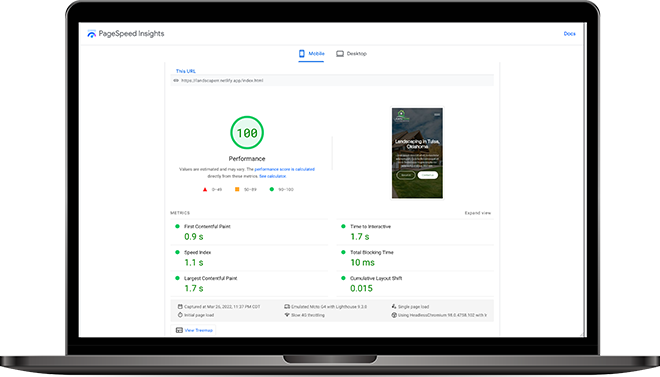 PageSpeed Insights
Docs
Mobile
Desktop
This URL
https://landscaperr.netlify.app/index.html
100
Performance
Values are estimated and may vary. The performance score is calculated
directly from these metrics. See calculator.
0–49
50–89
90–100
Landscaping in Tulsa,
Oklahoma
METRICS
Expand view
First Contentful Paint
0.9 s
Time to Interactive
1.7 s
Speed Index
1.1 s
Total Blocking Time
10 ms
Largest Contentful Paint
1.7 s
Cumulative Layout Shift
0.015
Captured at Mar 26, 2022, 11:27 PM CDT
Emulated Moto G4 with Lighthouse 9.3.0
Single page load
Initial page load
Slow 4G throttling
Using HeadlessChromium 98.0.4758.102 with lr
View Treemap